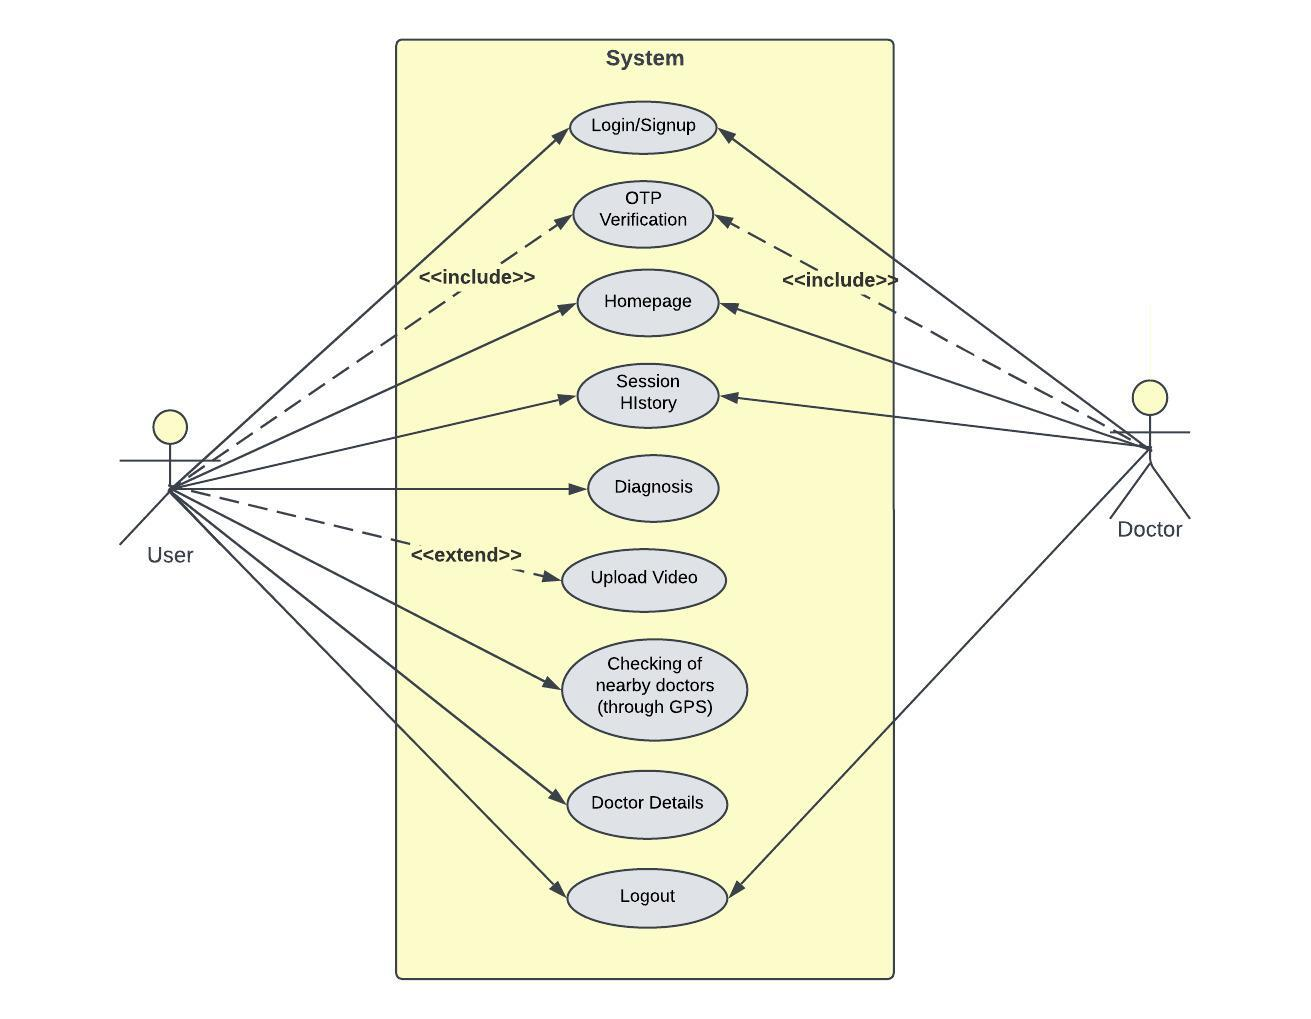 System
Login/Signup
OTP
Verification
<<include>>
<<include>>
Homepage
Session
HIstory
Diagnosis
Doctor
User
<<extend>>
Upload Video
Checking of
nearby doctors
(through GPS)
Doctor Details
Logout